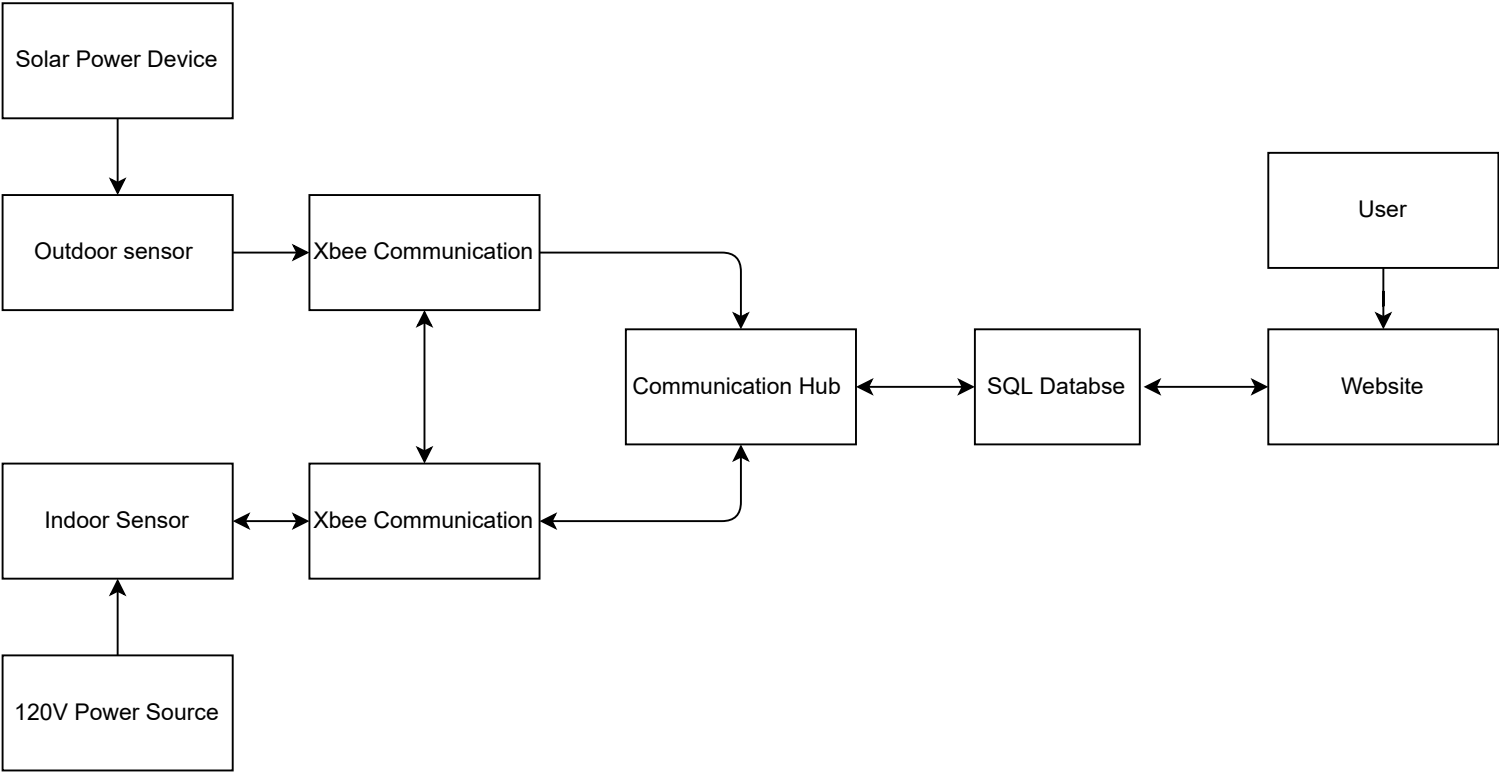 Solar Power Device
User
Outdoor sensor
Xbee Communication
Communication Hub
SQL Databse
Website
Indoor Sensor
Xbee Communication
120V Power Source